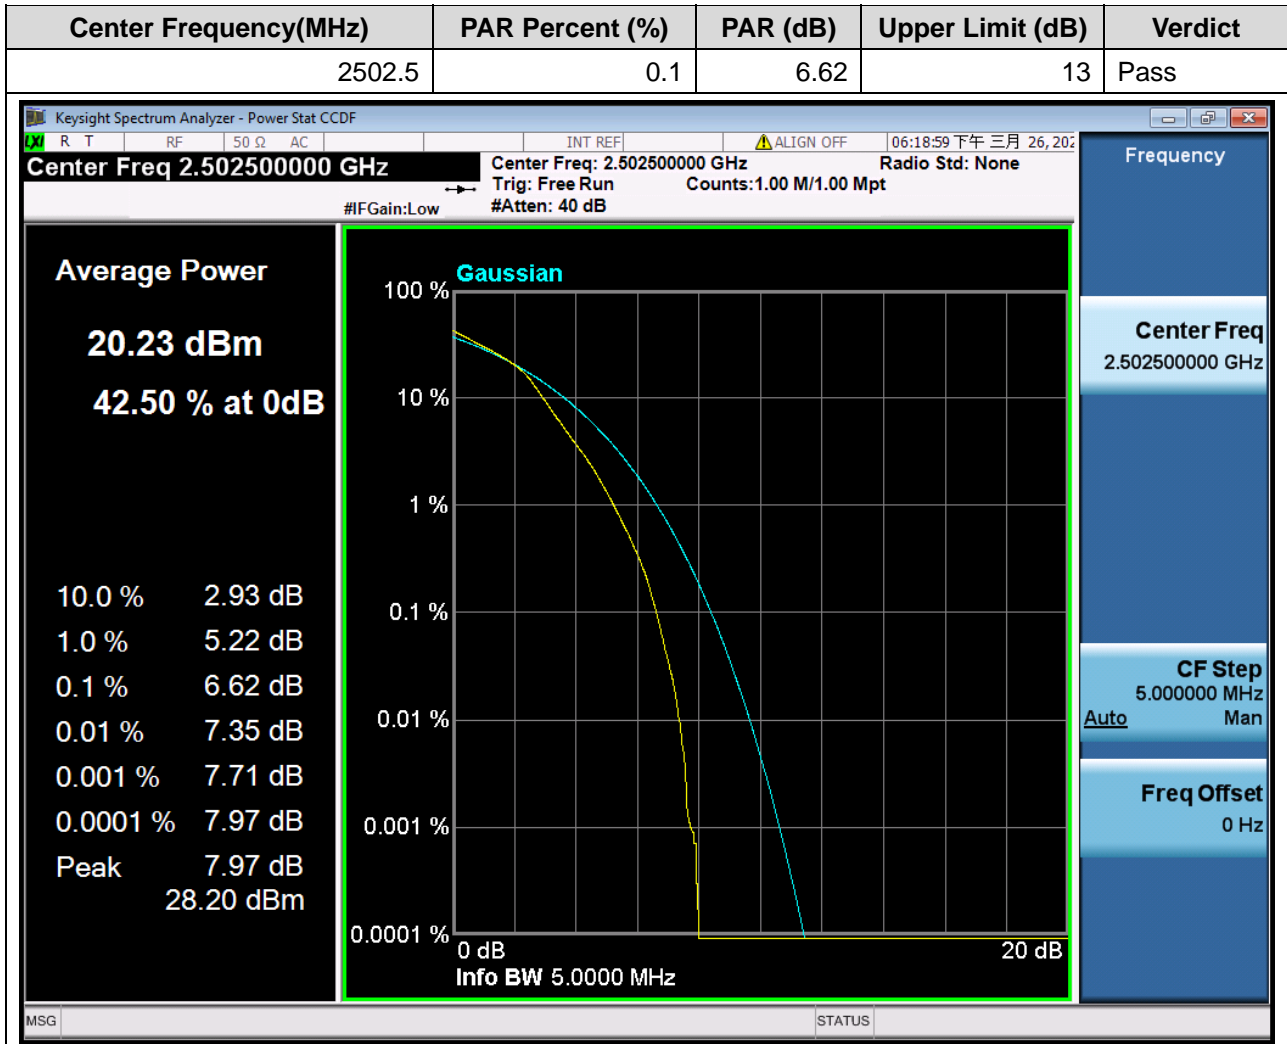 Center Frequency(MHz) PAR Percent (%) PAR (dB) Upper Limit (dB) Verdict
2502.5 0.1 6.62 13 Pass
Keysight Spectrum Analyzer - Power Stat CCDF
LXI R T RF 50 Ω AC INT REF ALIGN OFF 06:18:59 下午 三月 26, 202
Center Freq 2.502500000 GHz
Center Freq: 2.502500000 GHz Radio Std: None
Trig: Free Run Counts:1.00 M/1.00 Mpt
#IFGain:Low #Atten: 40 dB
Frequency
Average Power
20.23 dBm
42.50 % at 0dB
10.0 % 2.93 dB
1.0 % 5.22 dB
0.1 % 6.62 dB
0.01 % 7.35 dB
0.001 % 7.71 dB
0.0001 % 7.97 dB
Peak 7.97 dB
28.20 dBm
Gaussian
100 %
10 %
1 %
0.1 %
0.01 %
0.001 %
0.0001 %
0 dB 20 dB
Info BW 5.0000 MHz
Center Freq
2.502500000 GHz
CF Step
5.000000 MHz
Auto Man
Freq Offset
0 Hz
MSG STATUS